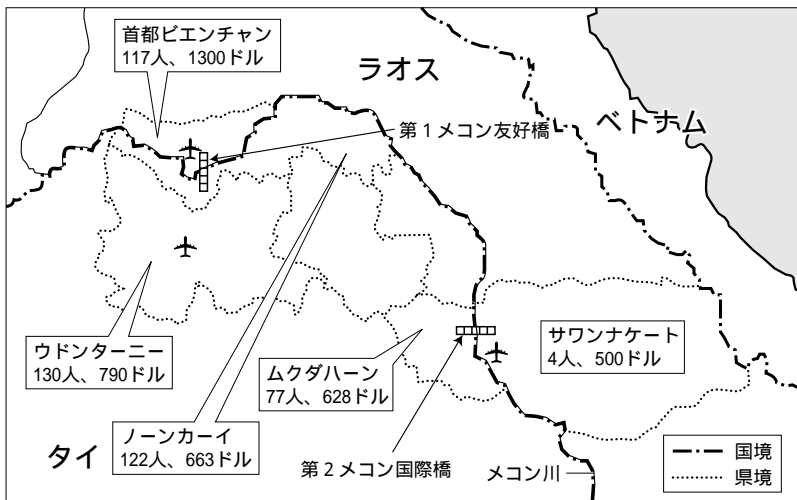 首都ビエンチャン
117人、1300ドル
ラオス
ベトナム
第1メコン友好橋
ウドンターニー
130人、790ドル
ムクダハーン
77人、628ドル
サワンナケート
4人、500ドル
ノーンカーイ
122人、663ドル
タイ
第2メコン国際橋
メコン川
国境
県境